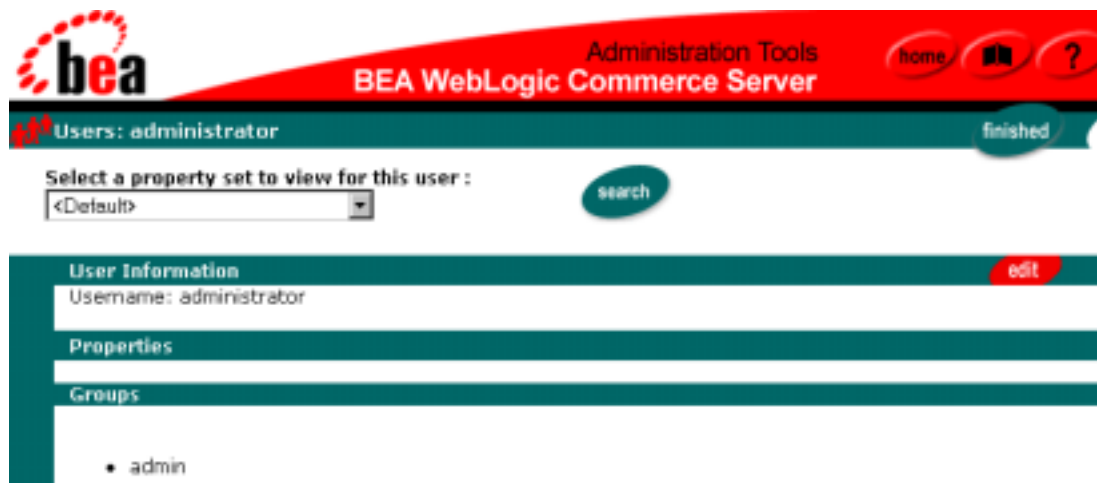 bea
Administration Tools
BEA WebLogic Commerce Server
home
?
Users: administrator
finished
Select a property set to view for this user :
<Default>
search
User Information
edit
Username: administrator
Properties
Groups
• admin